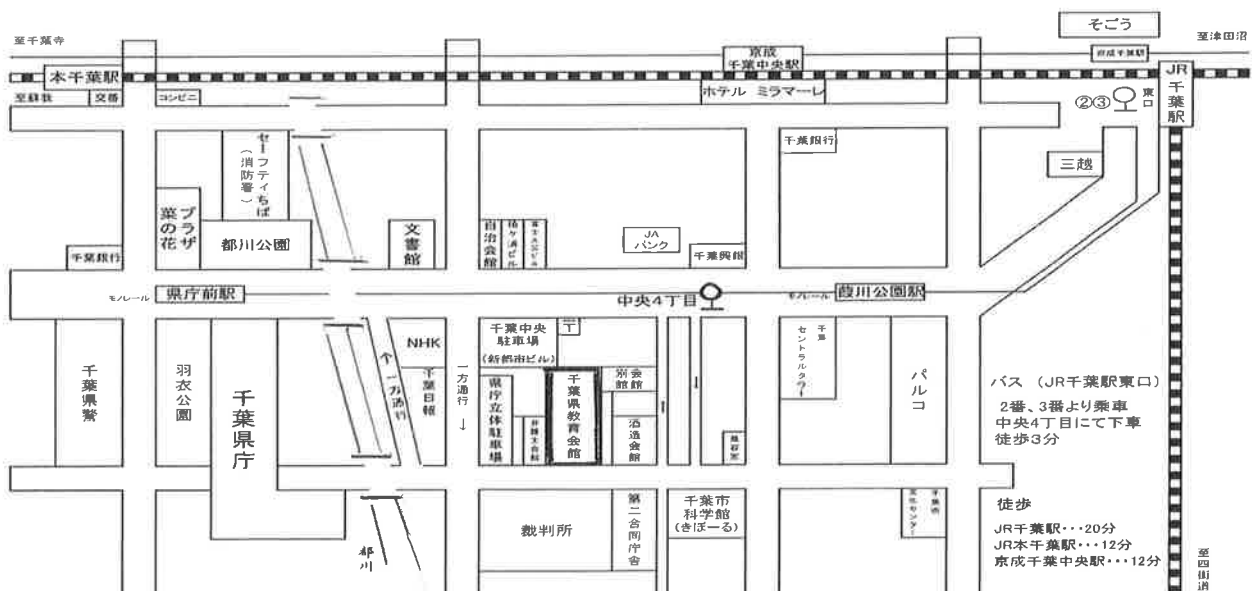 そごう
至千葉寺
至津田沼
京成
千葉中央駅
京成千葉駅
本千葉駅
JR
千葉駅
東口
②③
至蘇我
交番
コンビニ
ホテル ミラマーレ
千葉銀行
三越
セーフティちば
(消防署)
プラザ
菜の花
都川公園
文書館
自治会館
JA
バンク
千葉興銀
千葉銀行
モノレール
県庁前駅
中央4丁目
モノレール
葭川公園駅
千葉県警
羽衣公園
千葉県庁
↑一方通行
NHK
千葉日報
一方通行→
千葉中央
駐車場
(新都市ビル)
〒
県庁立体駐車場
千葉県教育会館
別会館
酒造会館
千葉
セントラルタワー
パルコ
バス (JR千葉駅東口)
2番、3番より乗車
中央4丁目にて下車
徒歩3分
都川
裁判所
第二合同庁舎
千葉市
科学館
(きぼーる)
徒歩
JR千葉駅・・・20分
JR本千葉駅・・・12分
京成千葉中央駅・・・12分
至四街道